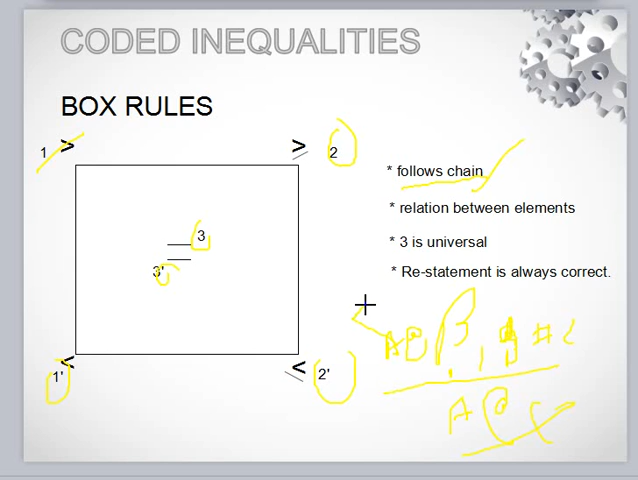 CODED INEQUALITIES
BOX RULES
1 > ≥ 2
* follows chain
* relation between elements
3
* 3 is universal
3'
* Re-statement is always correct.
1' < ≤ 2'
A @